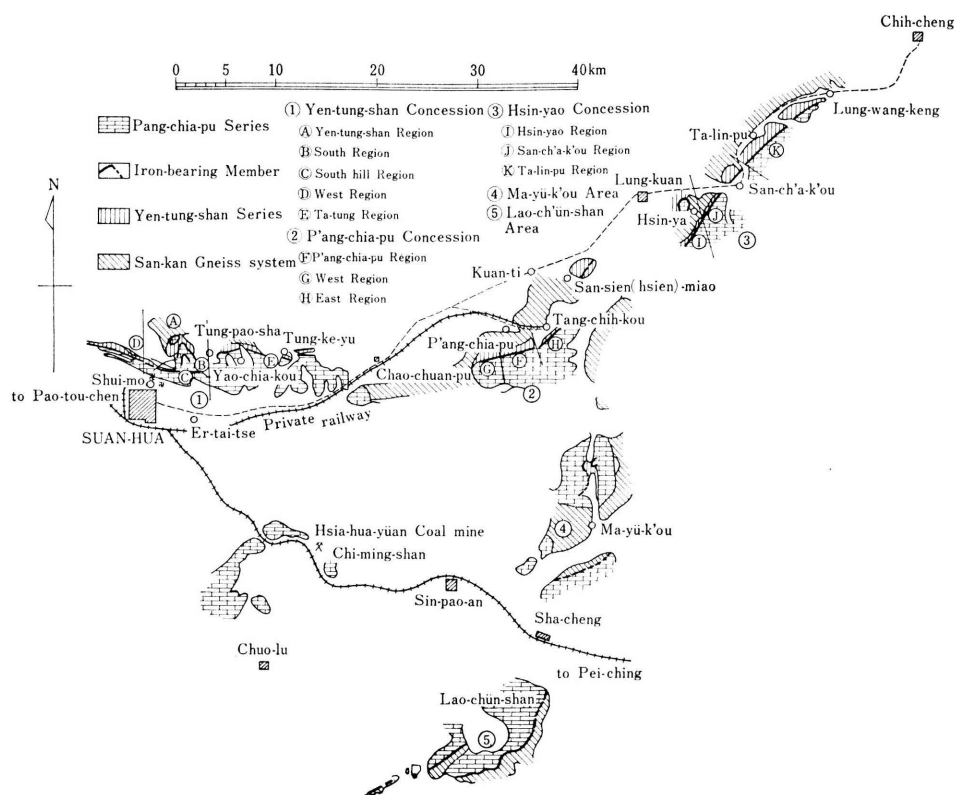 Chih-cheng
0 5 10 20 30 40 km
① Yen-tung-shan Concession
Ⓐ Yen-tung-shan Region
Ⓑ South Region
Ⓒ South hill Region
Ⓓ West Region
Ⓔ Ta-tung Region
② P'ang-chia-pu Concession
Ⓕ P'ang-chia-pu Region
Ⓖ West Region
Ⓗ East Region
③ Hsin-yao Concession
Ⓘ Hsin-yao Region
Ⓙ San-ch'a-k'ou Region
Ⓚ Ta-lin-pu Region
④ Ma-yü-k'ou Area
⑤ Lao-ch'ün-shan
Area
Pang-chia-pu Series
Iron-bearing Member
Yen-tung-shan Series
San-kan Gneiss system
N
Lung-wang-keng
Ta-lin-pu
Ⓚ
San-ch'a-k'ou
Lung-kuan
Hsin-ya
Ⓙ
Ⓘ
③
Kuan-ti
San-sien(hsien)-miao
Tang-chih-kou
P'ang-chia-pu
Ⓗ
Ⓖ
Ⓕ
②
Chao-chuan-pu
Ⓐ
Tung-pao-sha
Tung-ke-yu
Ⓓ
Ⓑ
Ⓔ
Ⓒ
Yao-chia-kou
Shui-mo
①
to Pao-tou-chen
Private railway
SUAN-HUA
Er-tai-tse
Hsia-hua-yüan Coal mine
Chi-ming-shan
④
Ma-yü-k'ou
Sin-pao-an
Sha-cheng
Chuo-lu
to Pei-ching
Lao-chün-shan
⑤